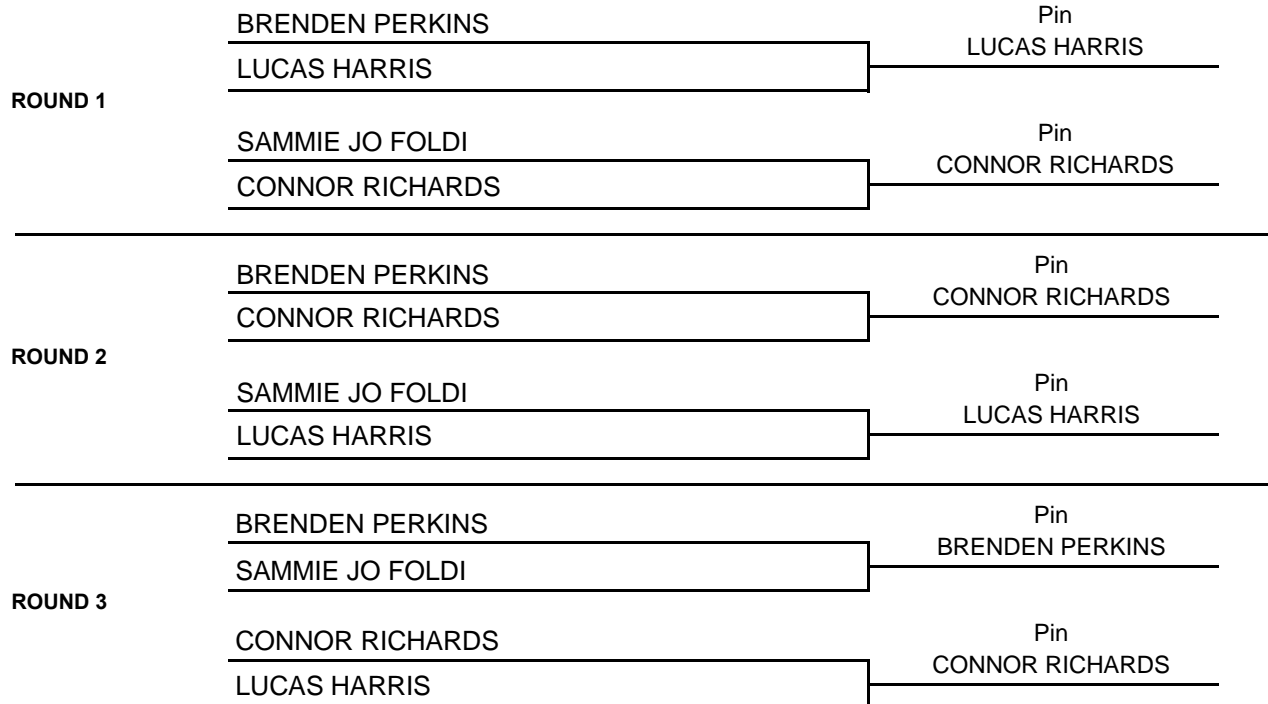 BRENDEN PERKINS
Pin
LUCAS HARRIS
LUCAS HARRIS
ROUND 1
SAMMIE JO FOLDI
Pin
CONNOR RICHARDS
CONNOR RICHARDS
BRENDEN PERKINS
Pin
CONNOR RICHARDS
CONNOR RICHARDS
ROUND 2
SAMMIE JO FOLDI
Pin
LUCAS HARRIS
LUCAS HARRIS
BRENDEN PERKINS
Pin
BRENDEN PERKINS
SAMMIE JO FOLDI
ROUND 3
CONNOR RICHARDS
Pin
CONNOR RICHARDS
LUCAS HARRIS